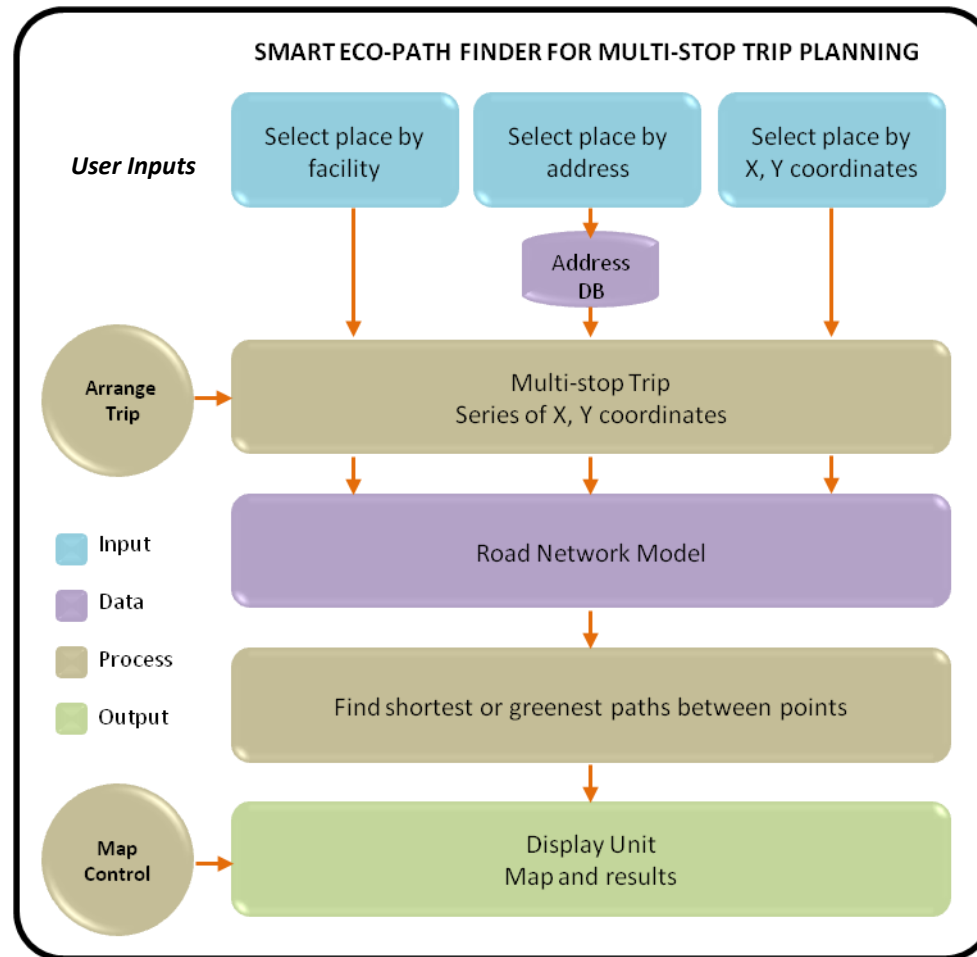 SMART ECO-PATH FINDER FOR MULTI-STOP TRIP PLANNING
User Inputs
Select place by
facility
Select place by
address
Select place by
X, Y coordinates
Address
DB
Arrange
Trip
Multi-stop Trip
Series of X, Y coordinates
Road Network Model
Input
Data
Process
Output
Find shortest or greenest paths between points
Map
Control
Display Unit
Map and results